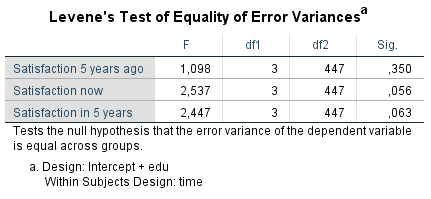 Levene's Test of Equality of Error Variancesa
F df1 df2 Sig.
Satisfaction 5 years ago 1,098 3 447 ,350
Satisfaction now 2,537 3 447 ,056
Satisfaction in 5 years 2,447 3 447 ,063
Tests the null hypothesis that the error variance of the dependent variable
is equal across groups.
a. Design: Intercept + edu
Within Subjects Design: time